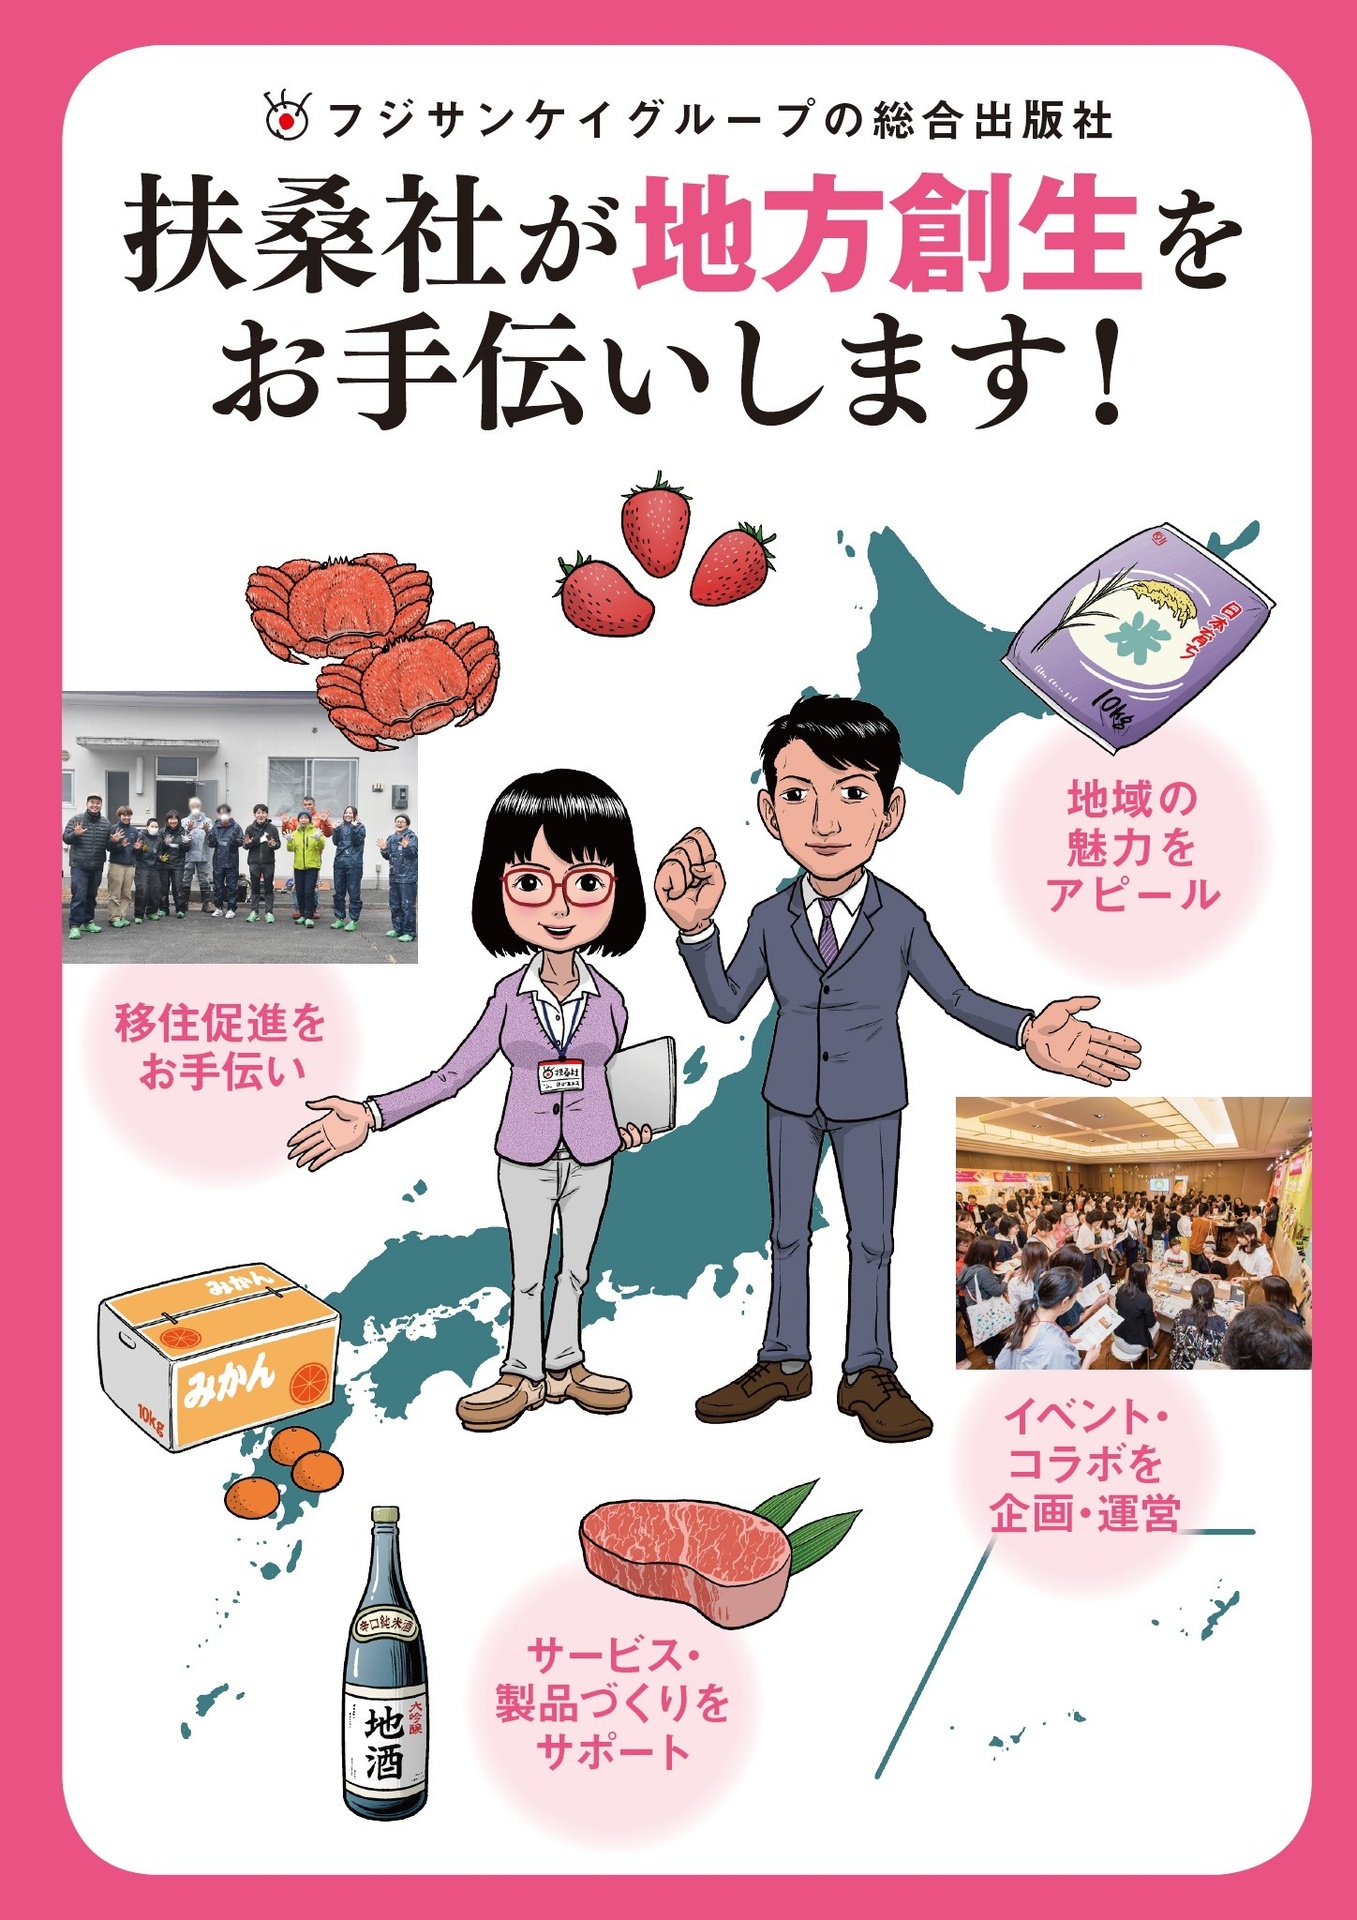 フジサンケイグループの総合出版社
扶桑社が地方創生を
お手伝いします！
米
10kg
地域の
魅力を
アピール
移住促進を
お手伝い
扶桑社
みかん
みかん
10kg
イベント・
コラボを
企画・運営
辛口純米酒
大吟醸
地酒
サービス・
製品づくりを
サポート